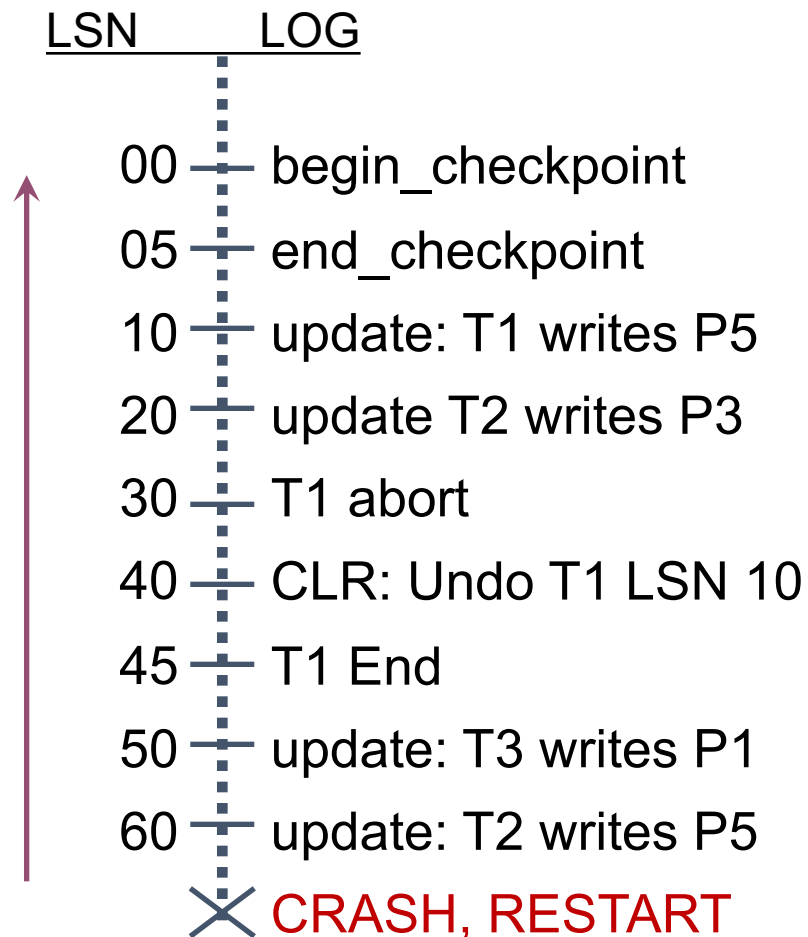 LSN LOG
00 begin_checkpoint
05 end_checkpoint
10 update: T1 writes P5
20 update T2 writes P3
30 T1 abort
40 CLR: Undo T1 LSN 10
45 T1 End
50 update: T3 writes P1
60 update: T2 writes P5
CRASH, RESTART